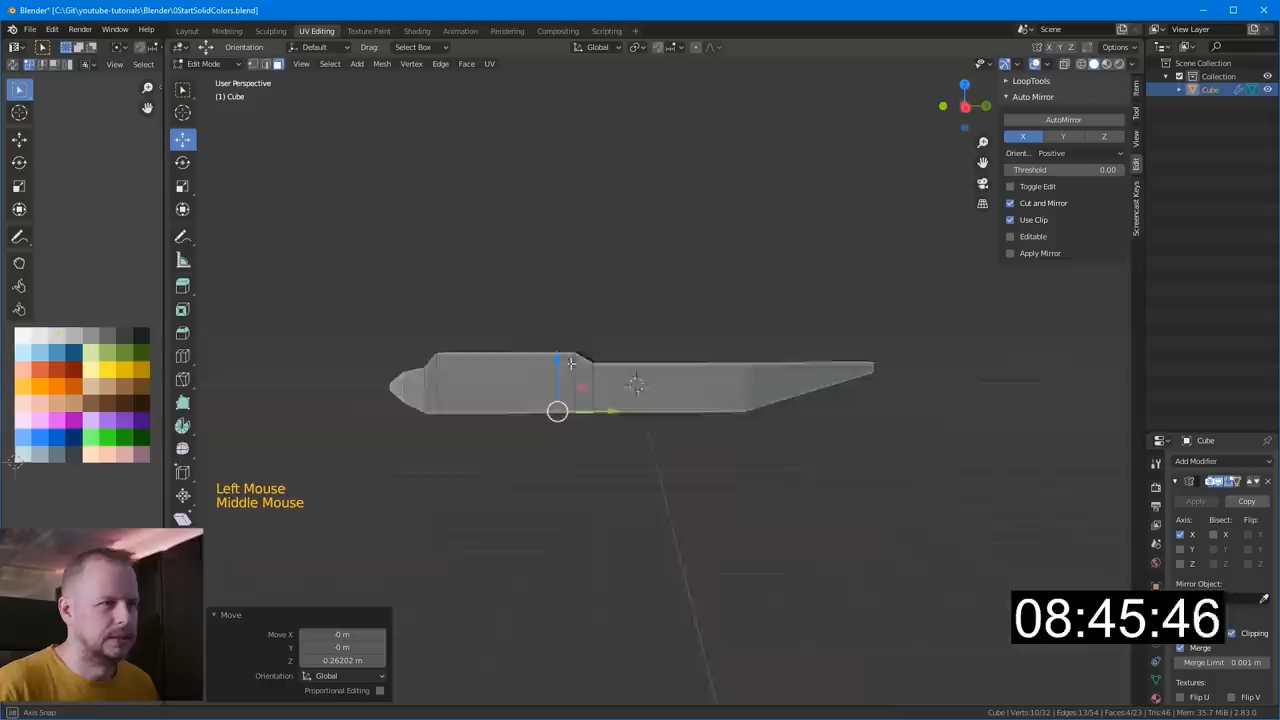 Blender* [C:\Git\youtube-tutorials\Blender\0StartSolidColors.blend]
File Edit Render Window Help
Layout Modeling Sculpting UV Editing Texture Paint Shading Animation Rendering Compositing Scripting +
Scene
View Layer
Orientation: Default Drag: Select Box
Global
X Y Z Options
View Select
Edit Mode
View Select Add Mesh Vertex Edge Face UV
User Perspective
(1) Cube
LoopTools
Auto Mirror
AutoMirror
X Y Z
Orient... Positive
Threshold 0.00
Toggle Edit
Cut and Mirror
Use Clip
Editable
Apply Mirror
Item
Tool
View
Edit
Screencast Keys
Scene Collection
Collection
Cube
Left Mouse
Middle Mouse
Move
Move X -0 m
Y -0 m
Z 0.26202 m
Orientation Global
Proportional Editing
Cube
Add Modifier
Apply Copy
Axis: Bisect: Flip:
X X X
Y Y Y
Z Z Z
Mirror Object:
08:45:46
Clipping
Merge
Merge Limit 0.001 m
Textures:
Flip U Flip V
Axis Snap
Cube | Verts:10/32 | Edges:13/54 | Faces:4/23 | Tris:46 | Mem: 35.7 MiB | 2.83.0